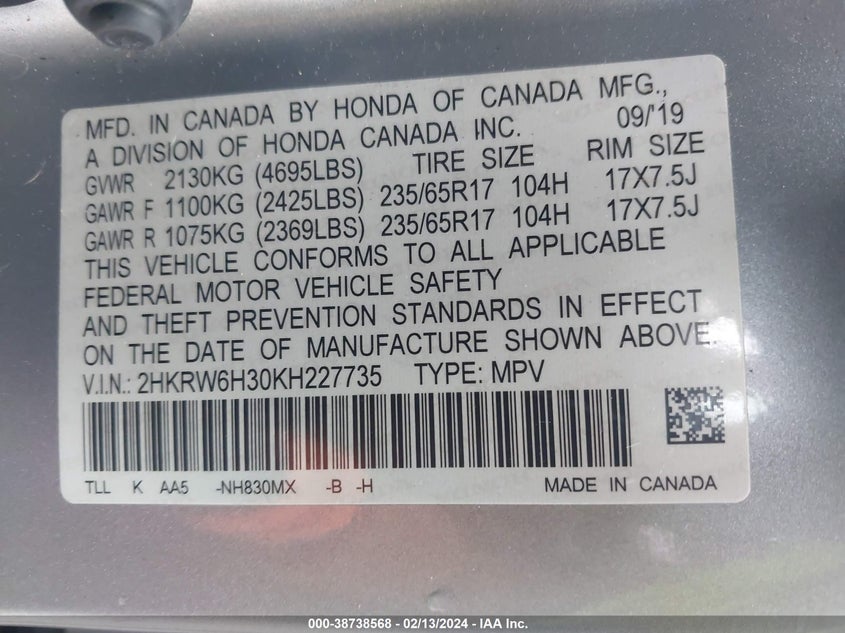 MFD. IN CANADA BY HONDA OF CANADA MFG.,
A DIVISION OF HONDA CANADA INC. 09/'19
GVWR 2130KG (4695LBS) TIRE SIZE RIM SIZE
GAWR F 1100KG (2425LBS) 235/65R17 104H 17X7.5J
GAWR R 1075KG (2369LBS) 235/65R17 104H 17X7.5J
THIS VEHICLE CONFORMS TO ALL APPLICABLE
FEDERAL MOTOR VEHICLE SAFETY
AND THEFT PREVENTION STANDARDS IN EFFECT
ON THE DATE OF MANUFACTURE SHOWN ABOVE.
V.I.N.: 2HKRW6H30KH227735 TYPE: MPV
TLL K AA5 -NH830MX -B -H MADE IN CANADA
000-38738568 - 02/13/2024 - IAA Inc.